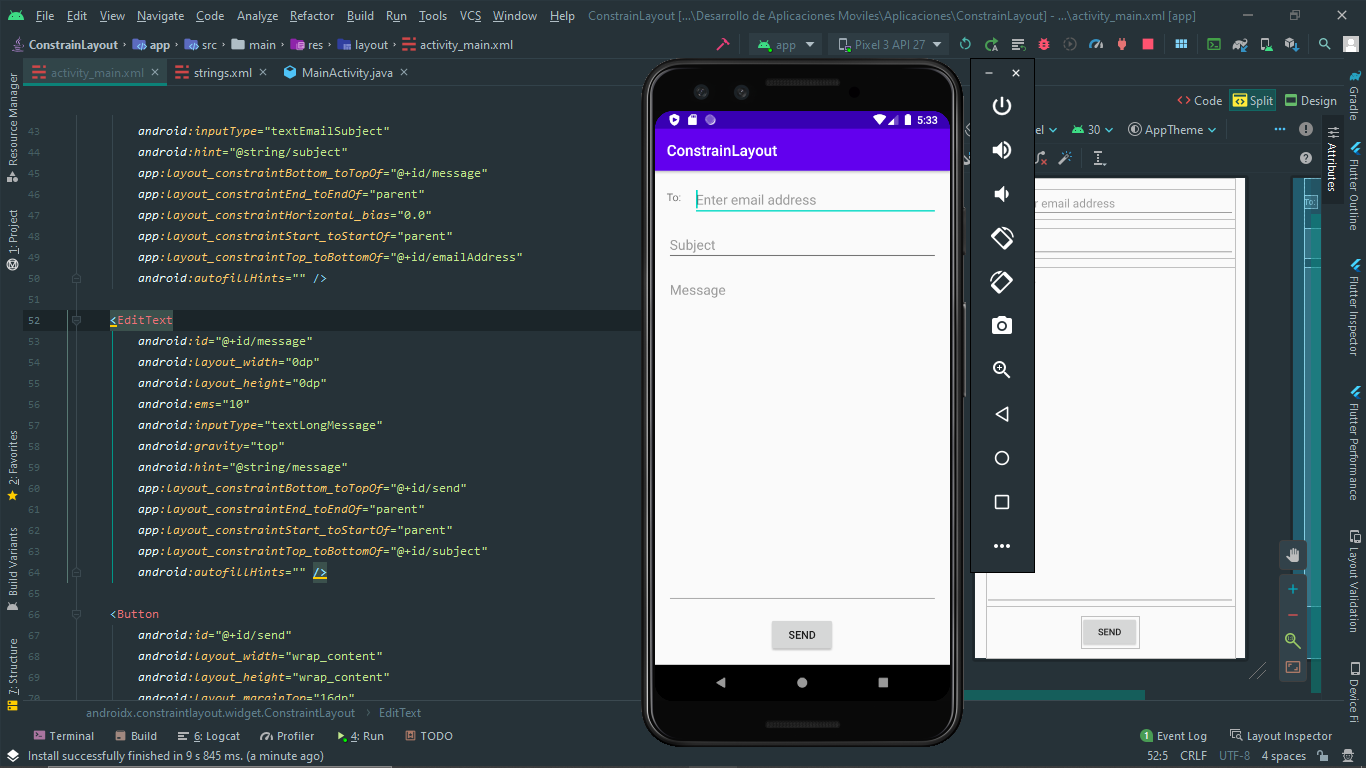 File Edit View Navigate Code Analyze Refactor Build Run Tools VCS Window Help ConstrainLayout [...\Desarrollo de Aplicaciones Moviles\Aplicaciones\ConstrainLayout] - ...\activity_main.xml [app]
ConstrainLayout app src main res layout activity_main.xml app Pixel 3 API 27
activity_main.xml strings.xml MainActivity.java
Code Split Design
30 AppTheme
43 android:inputType="textEmailSubject"
44 android:hint="@string/subject"
45 app:layout_constraintBottom_toTopOf="@+id/message"
46 app:layout_constraintEnd_toEndOf="parent"
47 app:layout_constraintHorizontal_bias="0.0"
48 app:layout_constraintStart_toStartOf="parent"
49 app:layout_constraintTop_toBottomOf="@+id/emailAddress"
50 android:autofillHints="" />
51
52 <EditText
53 android:id="@+id/message"
54 android:layout_width="0dp"
55 android:layout_height="0dp"
56 android:ems="10"
57 android:inputType="textLongMessage"
58 android:gravity="top"
59 android:hint="@string/message"
60 app:layout_constraintBottom_toTopOf="@+id/send"
61 app:layout_constraintEnd_toEndOf="parent"
62 app:layout_constraintStart_toStartOf="parent"
63 app:layout_constraintTop_toBottomOf="@+id/subject"
64 android:autofillHints="" />
65
66 <Button
67 android:id="@+id/send"
68 android:layout_width="wrap_content"
69 android:layout_height="wrap_content"
70 android:layout_marginTop="16dp"
androidx.constraintlayout.widget.ConstraintLayout EditText
5:33
ConstrainLayout
To: Enter email address
Subject
Message
SEND
email address
SEND
To:
Resource Manager
1: Project
2: Favorites
Build Variants
7: Structure
Gradle
Attributes
Flutter Outline
Flutter Inspector
Flutter Performance
Layout Validation
Device Fi
Terminal Build 6: Logcat Profiler 4: Run TODO 1 Event Log Layout Inspector
Install successfully finished in 9 s 845 ms. (a minute ago) 52:5 CRLF UTF-8 4 spaces